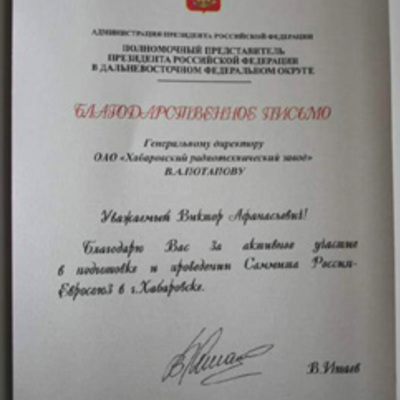 АДМИНИСТРАЦИЯ ПРЕЗИДЕНТА РОССИЙСКОЙ ФЕДЕРАЦИИ
ПОЛНОМОЧНЫЙ ПРЕДСТАВИТЕЛЬ
ПРЕЗИДЕНТА РОССИЙСКОЙ ФЕДЕРАЦИИ
В ДАЛЬНЕВОСТОЧНОМ ФЕДЕРАЛЬНОМ ОКРУГЕ
БЛАГОДАРСТВЕННОЕ ПИСЬМО
Генеральному директору
ОАО «Хабаровский радиотехнический завод»
В.А.ПОТАПОВУ
Уважаемый Виктор Афанасьевич!
Благодарю Вас за активное участие
в подготовке и проведении Саммита Россия-
Евросоюз в г.Хабаровске.
В.Ишаев